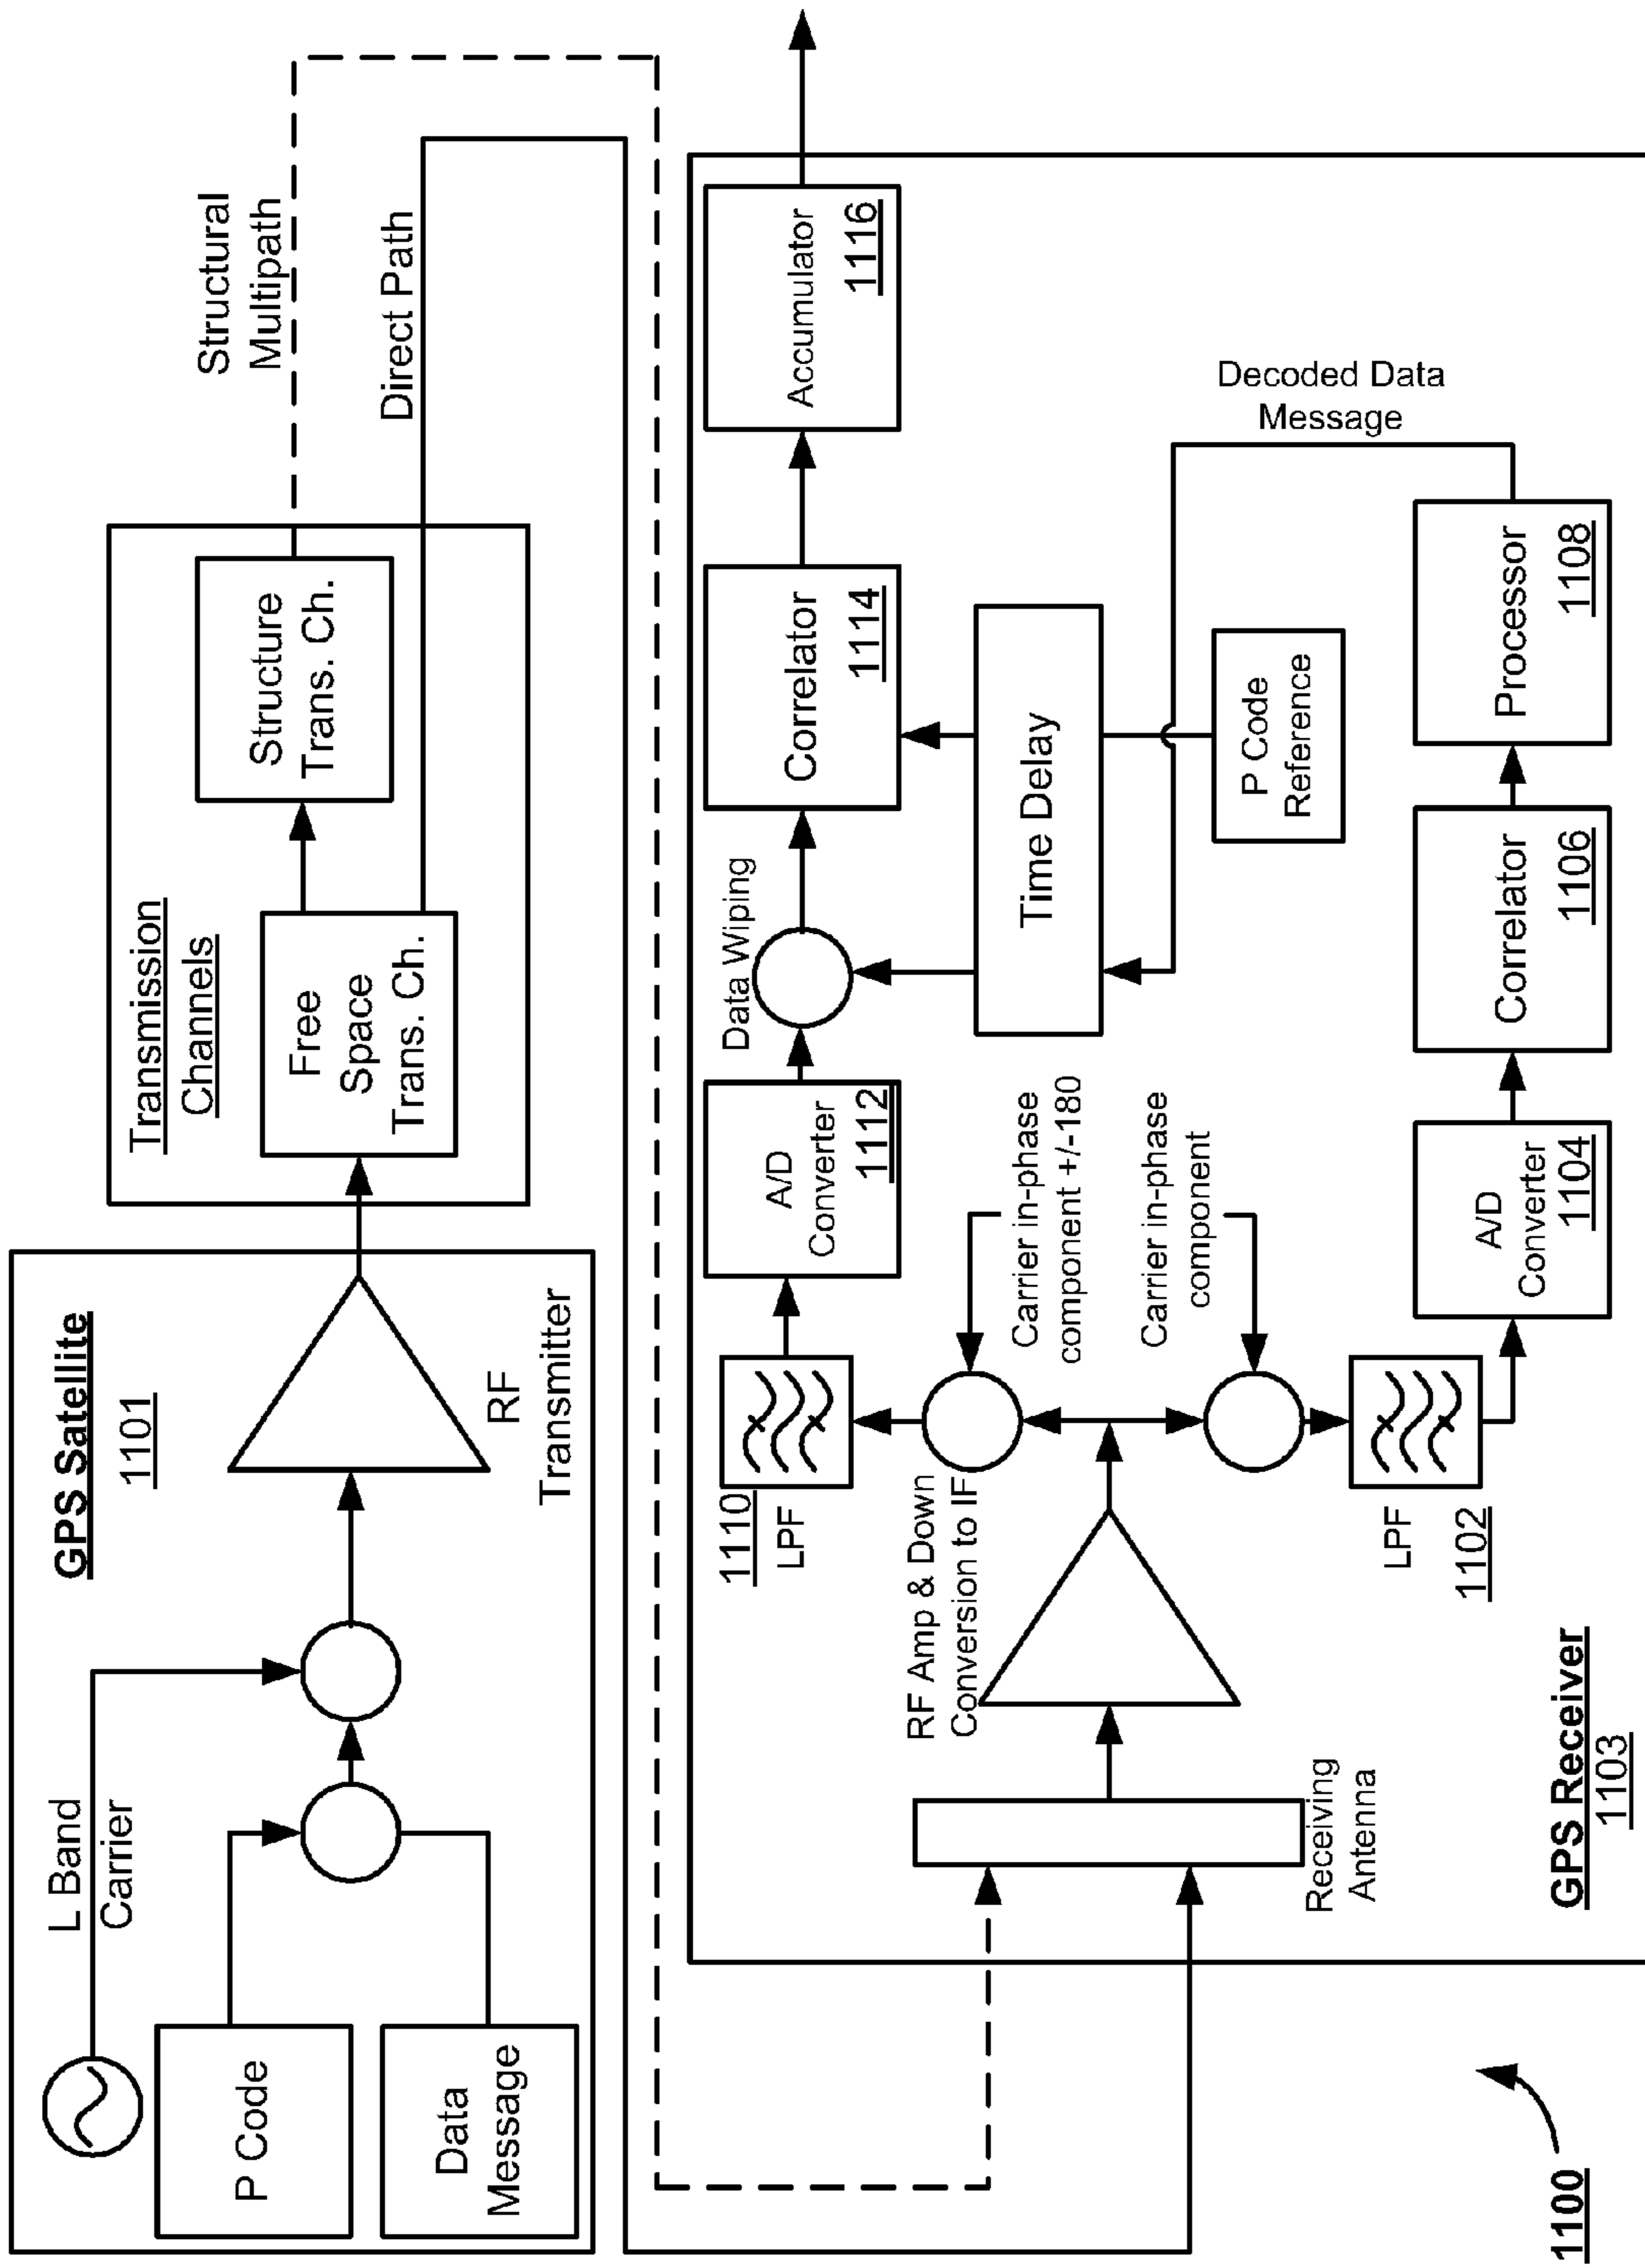 GPS Satellite
1101
L Band
Carrier
P Code
Data
Message
RF
Transmitter
Transmission
Channels
Free
Space
Trans. Ch.
Structure
Trans. Ch.
Structural
Multipath
Direct Path
1110
LPF
A/D
Converter
1112
Data Wiping
Correlator
1114
Accumulator
1116
RF Amp & Down
Conversion to IF
Carrier in-phase
component +/-180
Carrier in-phase
component
Time Delay
P Code
Reference
Decoded Data
Message
Receiving
Antenna
LPF
1102
A/D
Converter
1104
Correlator
1106
Processor
1108
GPS Receiver
1103
1100